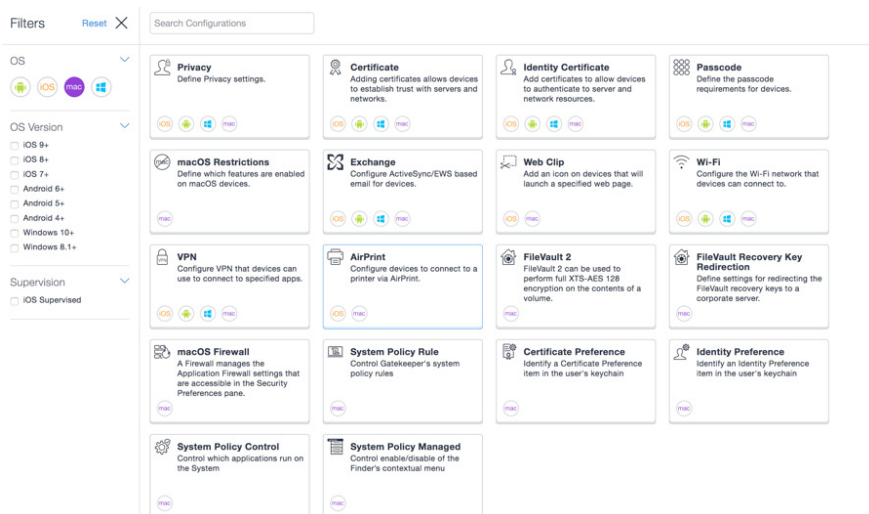 Filters Reset
Search Configurations
OS
iOS mac
OS Version
iOS 9+
iOS 8+
iOS 7+
Android 6+
Android 5+
Android 4+
Windows 10+
Windows 8.1+
Supervision
iOS Supervised
Privacy
Define Privacy settings.
iOS mac
Certificate
Adding certificates allows devices
to establish trust with servers and
networks.
iOS mac
Identity Certificate
Add certificates to allow devices
to authenticate to server and
network resources.
iOS mac
Passcode
Define the passcode
requirements for devices.
iOS mac
mac
macOS Restrictions
Define which features are enabled
on macOS devices.
mac
Exchange
Configure ActiveSync/EWS based
email for devices.
iOS mac
Web Clip
Add an icon on devices that will
launch a specified web page.
iOS mac
Wi-Fi
Configure the Wi-Fi network that
devices can connect to.
iOS mac
VPN
VPN
Configure VPN that devices can
use to connect to specified apps.
iOS mac
AirPrint
Configure devices to connect to a
printer via AirPrint.
iOS mac
FileVault 2
FileVault 2 can be used to
perform full XTS-AES 128
encryption on the contents of a
volume.
mac
FileVault Recovery Key
Redirection
Define settings for redirecting the
FileVault recovery keys to a
corporate server.
mac
macOS Firewall
A Firewall manages the
Application Firewall settings that
are accessible in the Security
Preferences pane.
mac
System Policy Rule
Control Gatekeeper's system
policy rules
mac
Certificate Preference
Identify a Certificate Preference
item in the user's keychain
mac
Identity Preference
Identify an Identity Preference
item in the user's keychain
mac
System Policy Control
Control which applications run on
the System
mac
System Policy Managed
Control enable/disable of the
Finder's contextual menu
mac